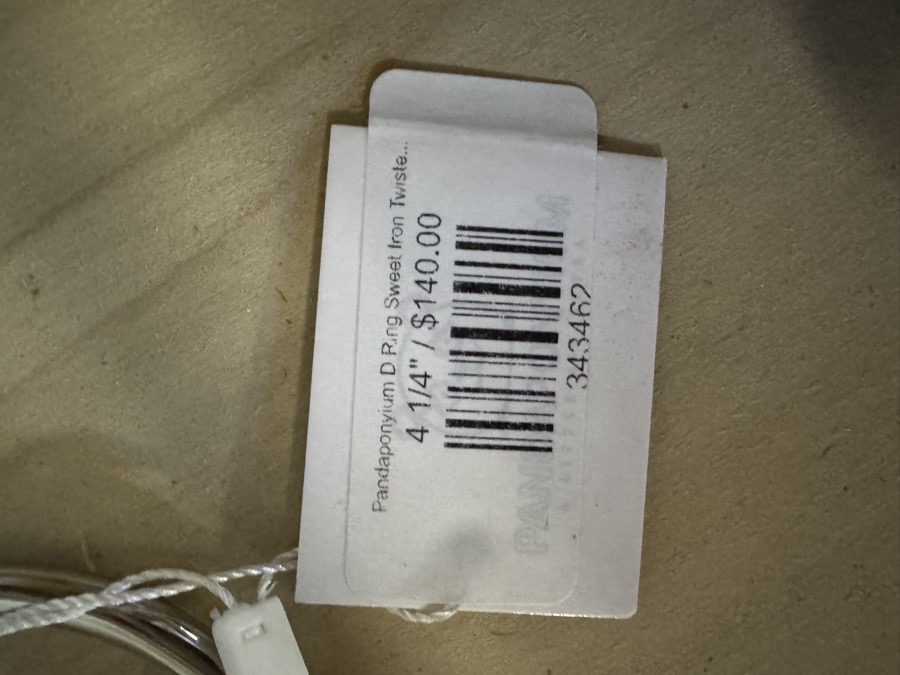 Pandaponyium D Ring Sweet Iron Twiste...
4 1/4" / $140.00
343462